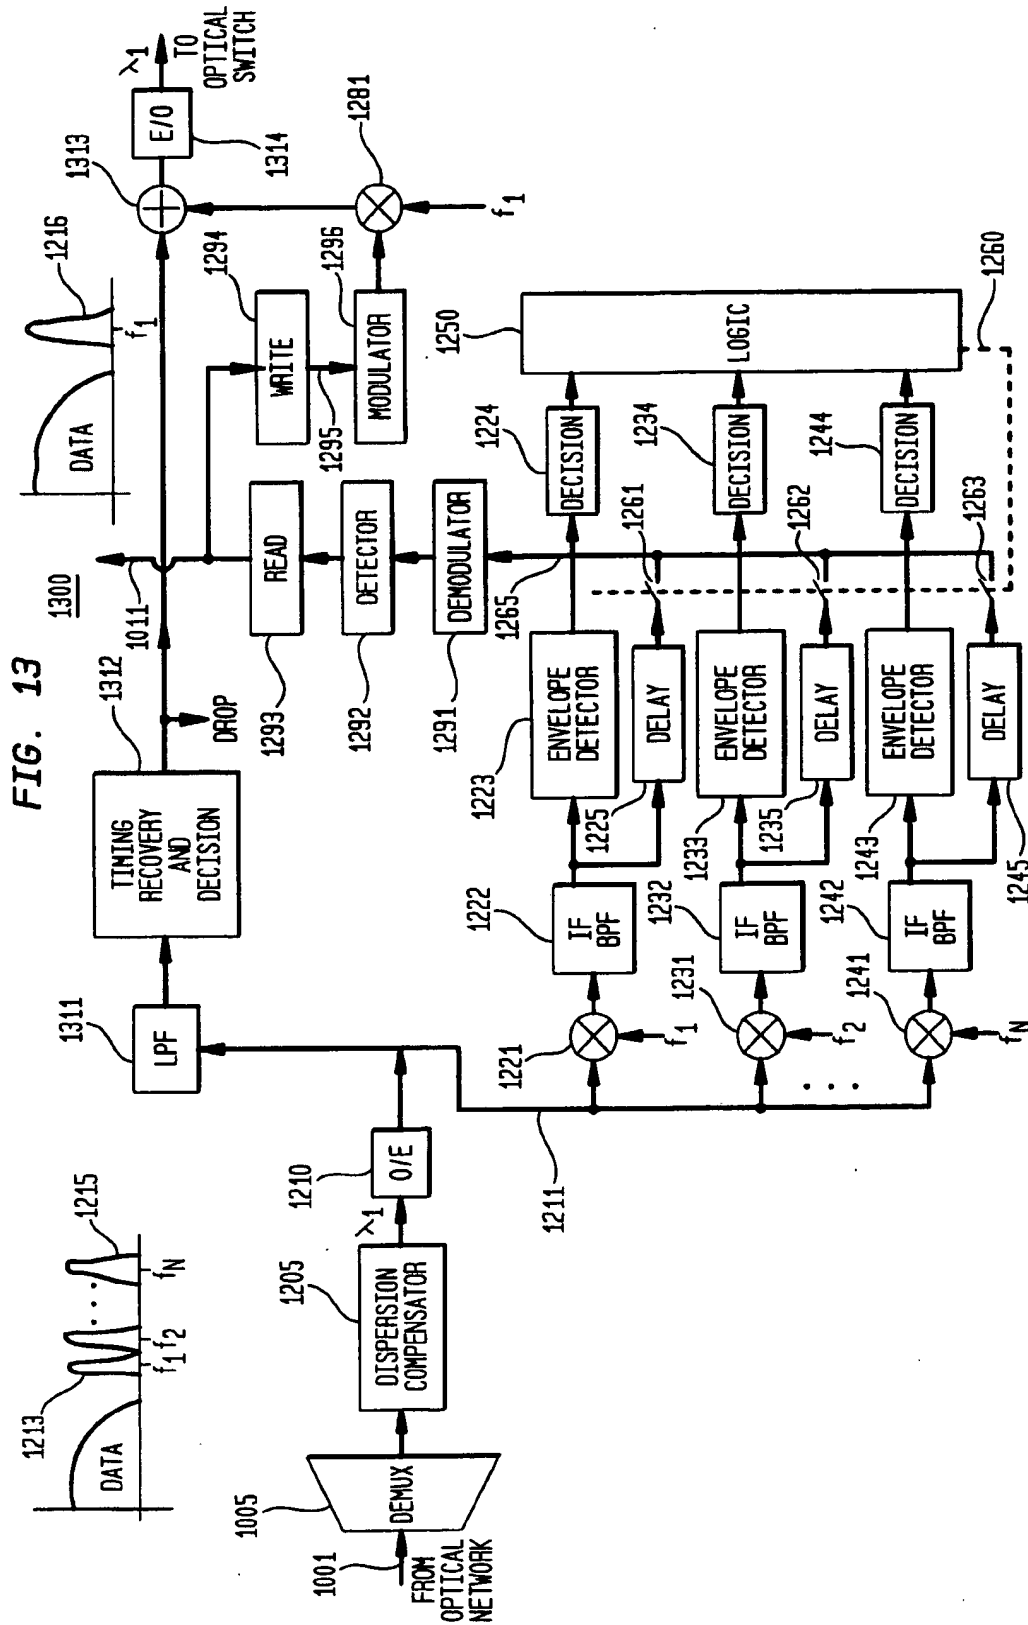 FIG. 13
1300
1213
1215
DATA
f1 f2
fN
1216
DATA
f1
1001
FROM
OPTICAL
NETWORK
1005
DEMUX
1205
DISPERSION
COMPENSATOR
λ1
1210
O/E
1211
1311
LPF
1312
TIMING
RECOVERY
AND
DECISION
DROP
1011
1313
E/O
1314
λ1
TO
OPTICAL
SWITCH
1293
READ
1292
DETECTOR
1291
DEMODULATOR
1265
1294
WRITE
1295
1296
MODULATOR
1281
f1
1221
f1
1222
IF
BPF
1223
ENVELOPE
DETECTOR
1225
DELAY
1261
1224
DECISION
1231
f2
1232
IF
BPF
1233
ENVELOPE
DETECTOR
1235
DELAY
1262
1234
DECISION
1241
fN
1242
IF
BPF
1243
ENVELOPE
DETECTOR
1245
DELAY
1263
1244
DECISION
1250
LOGIC
1260